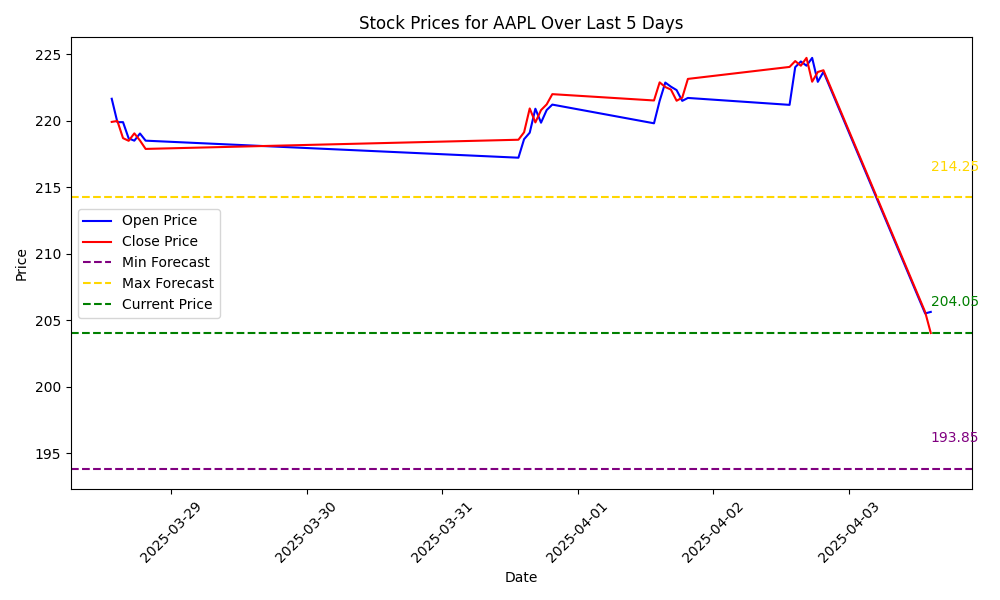 Stock Prices for AAPL Over Last 5 Days
225
220
215
210
205
200
195
Price
214.25
204.05
193.85
Open Price
Close Price
Min Forecast
Max Forecast
Current Price
2025-03-29
2025-03-30
2025-03-31
2025-04-01
2025-04-02
2025-04-03
Date